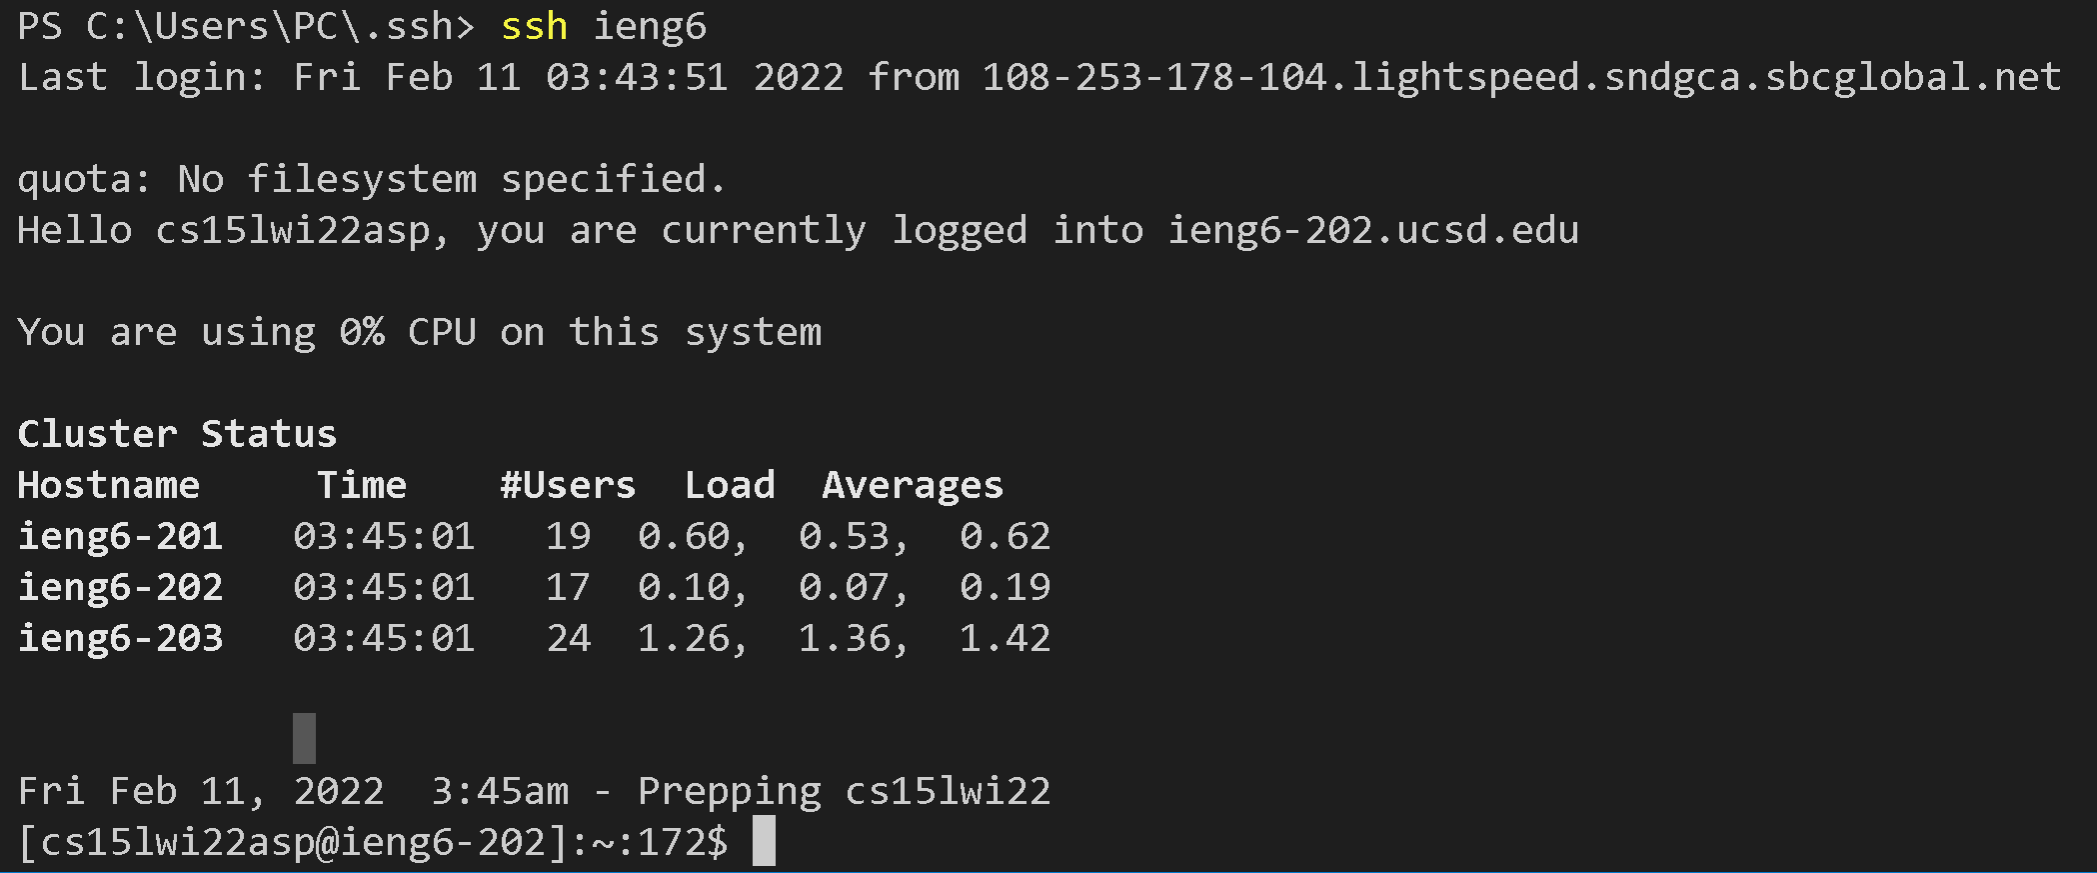 PS C:\Users\PC\.ssh> ssh ieng6
Last login: Fri Feb 11 03:43:51 2022 from 108-253-178-104.lightspeed.sndgca.sbcglobal.net
quota: No filesystem specified.
Hello cs15lwi22asp, you are currently logged into ieng6-202.ucsd.edu
You are using 0% CPU on this system
Cluster Status
Hostname     Time    #Users  Load  Averages
ieng6-201   03:45:01   19  0.60,  0.53,  0.62
ieng6-202   03:45:01   17  0.10,  0.07,  0.19
ieng6-203   03:45:01   24  1.26,  1.36,  1.42
Fri Feb 11, 2022  3:45am - Prepping cs15lwi22
[cs15lwi22asp@ieng6-202]:~:172$